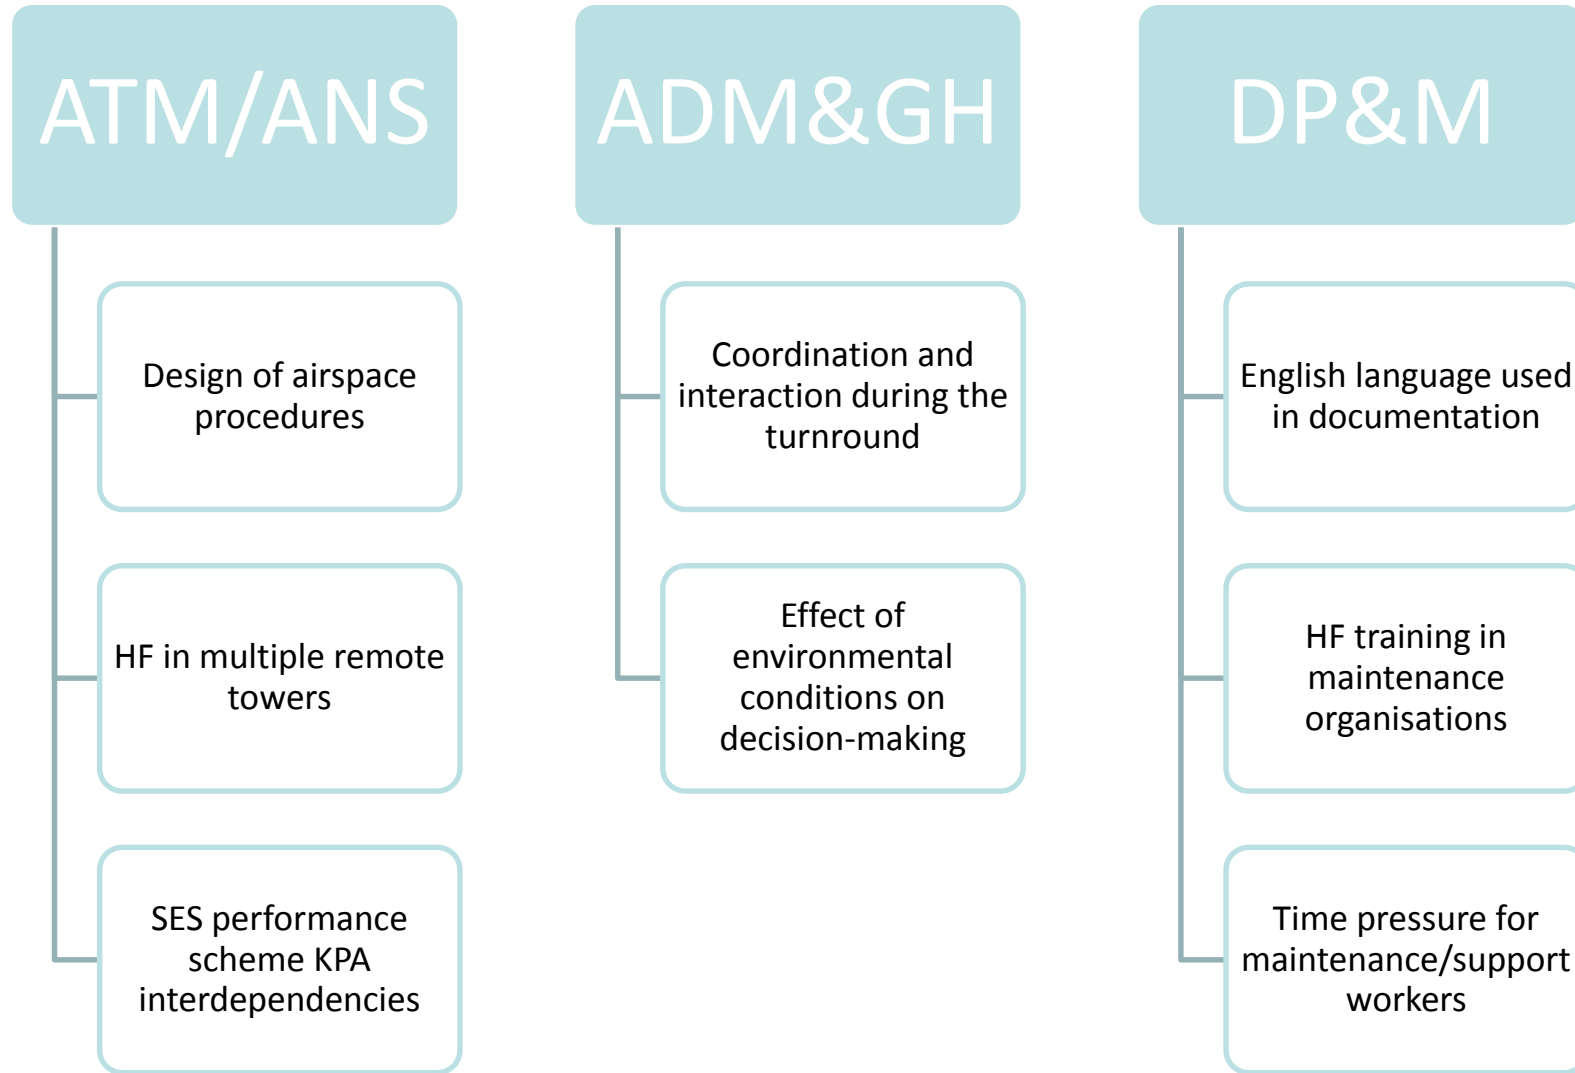 ATM/ANS
Design of airspace
procedures
HF in multiple remote
towers
SES performance
scheme KPA
interdependencies
ADM&GH
Coordination and
interaction during the
turnround
Effect of
environmental
conditions on
decision-making
DP&M
English language used
in documentation
HF training in
maintenance
organisations
Time pressure for
maintenance/support
workers